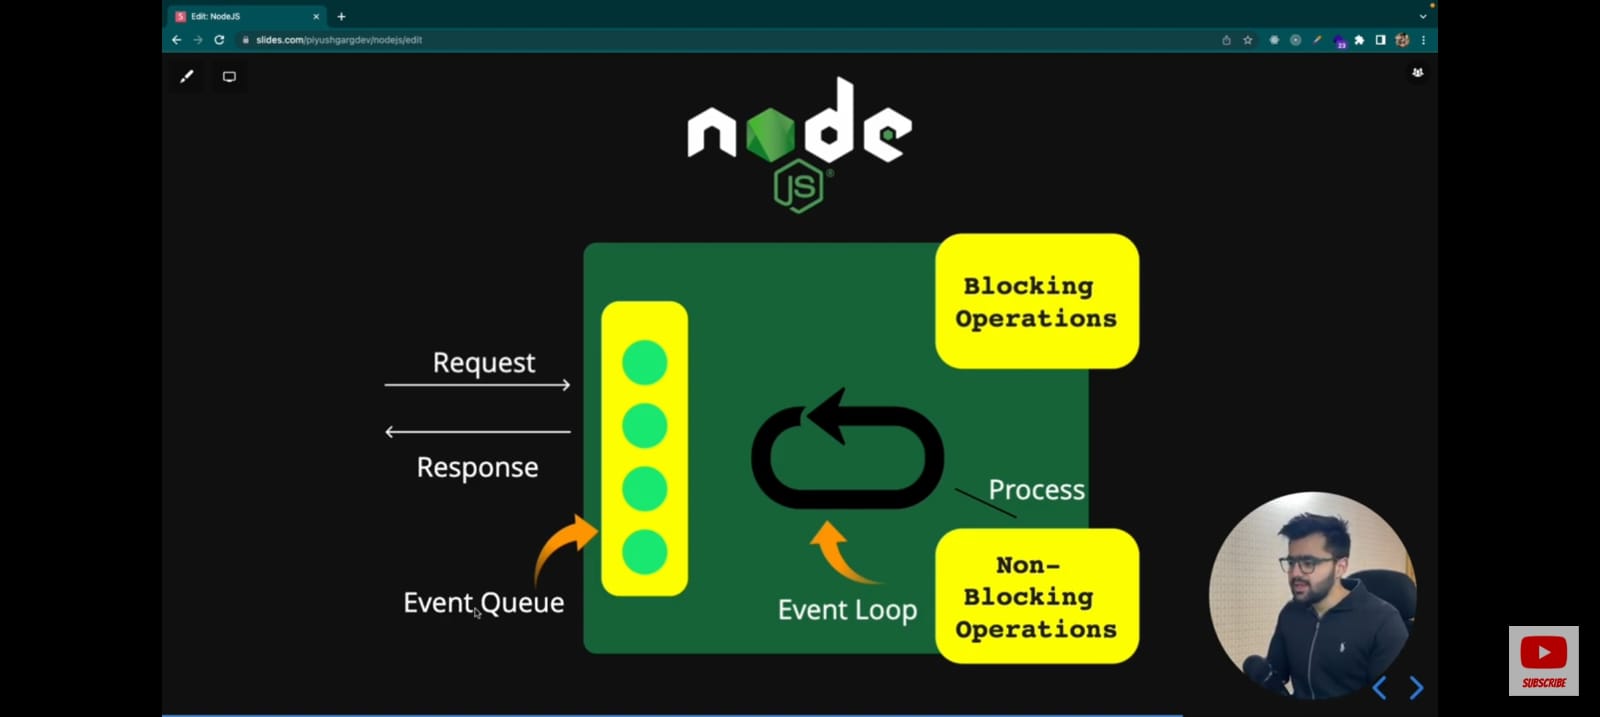 Edit: NodeJS
slides.com/piyushgargdev/nodejs/edit
23
node
JS
Blocking
Operations
Request
Response
Process
Non-
Blocking
Operations
Event Queue
Event Loop
SUBSCRIBE